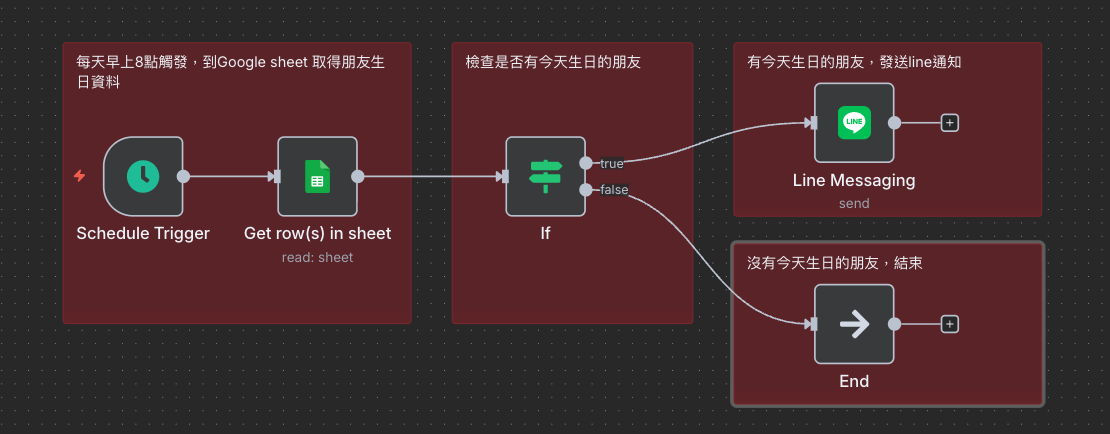 每天早上8點觸發，到Google sheet 取得朋友生
日資料
Schedule Trigger
Get row(s) in sheet
read: sheet
檢查是否有今天生日的朋友
If
true
false
有今天生日的朋友，發送line通知
LINE
Line Messaging
send
沒有今天生日的朋友，結束
End